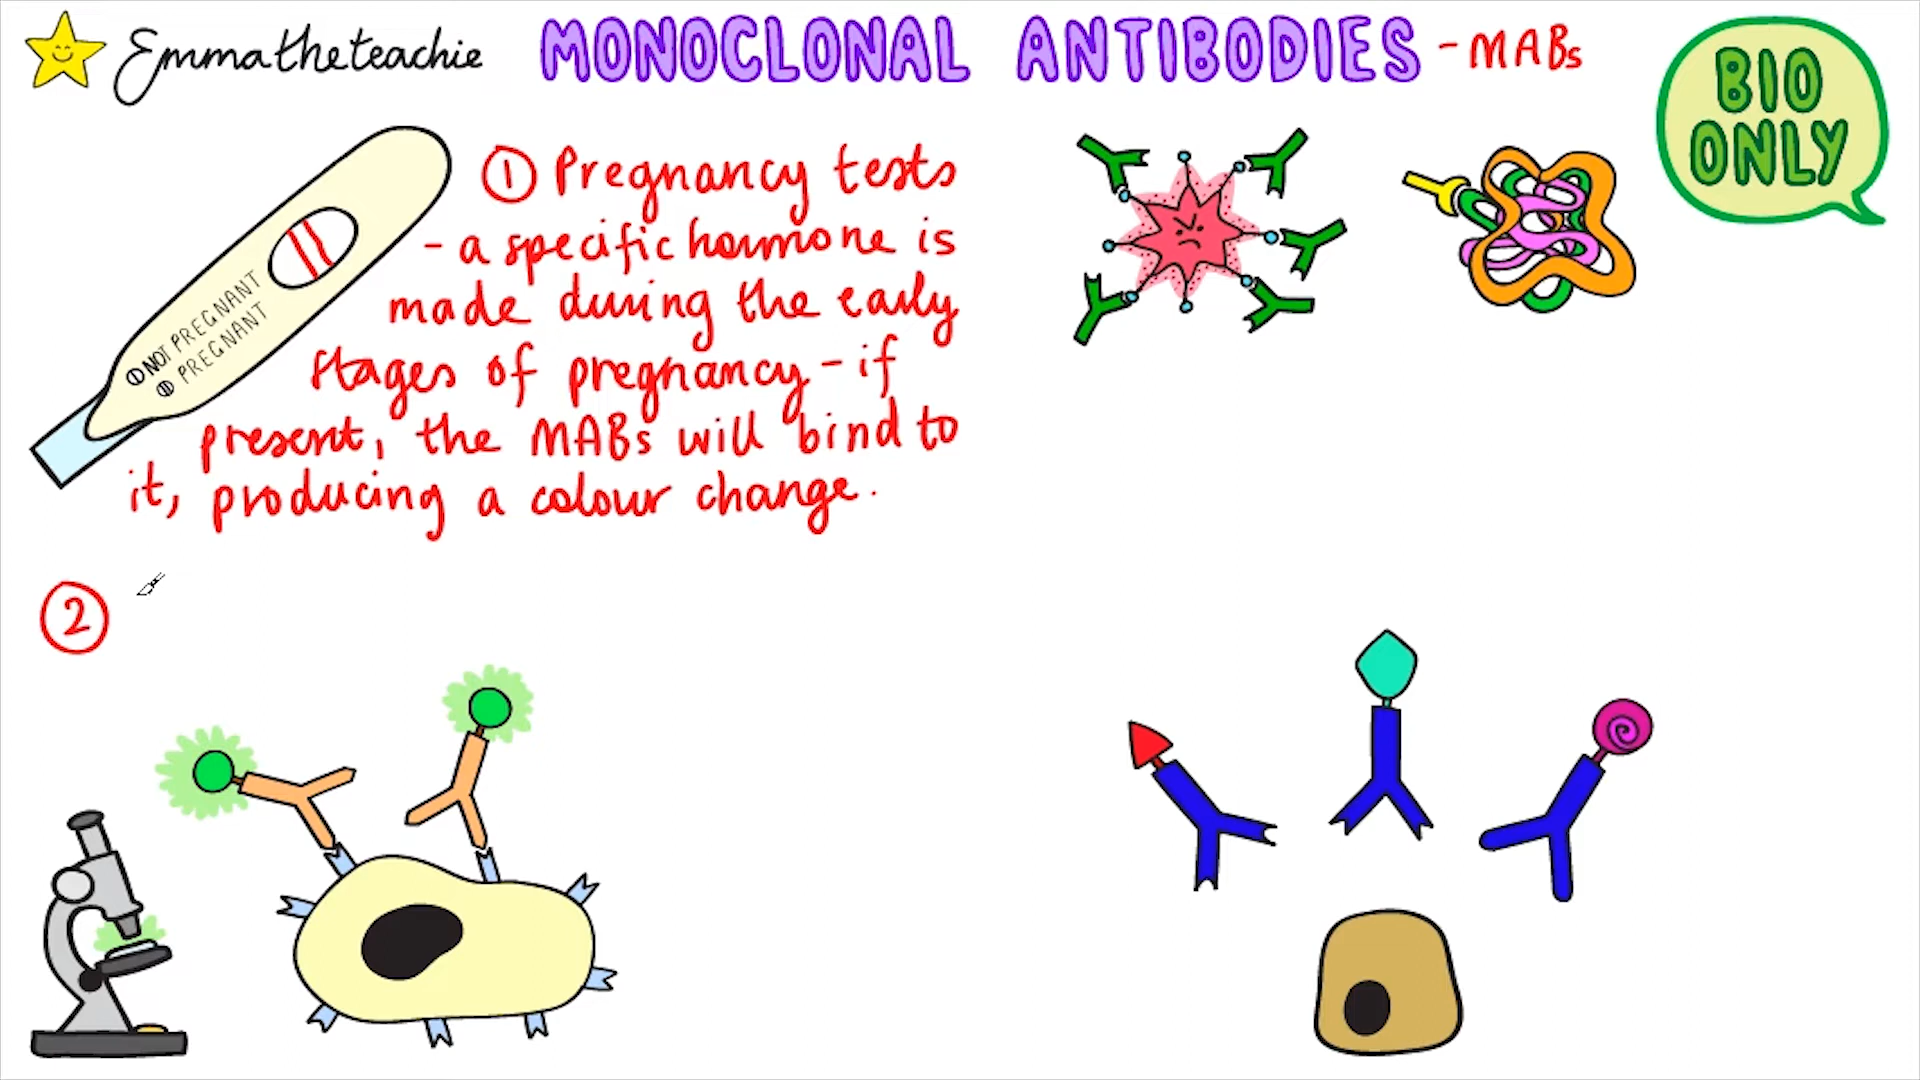 Emmatheteachie
MONOCLONAL ANTIBODIES - MABs
BIO
ONLY
① Pregnancy tests
- a specific hormone is
made during the early
stages of pregnancy - if
present, the MABs will bind to
it, producing a colour change.
Ⓘ NOT PREGNANT
Ⓘ PREGNANT
②